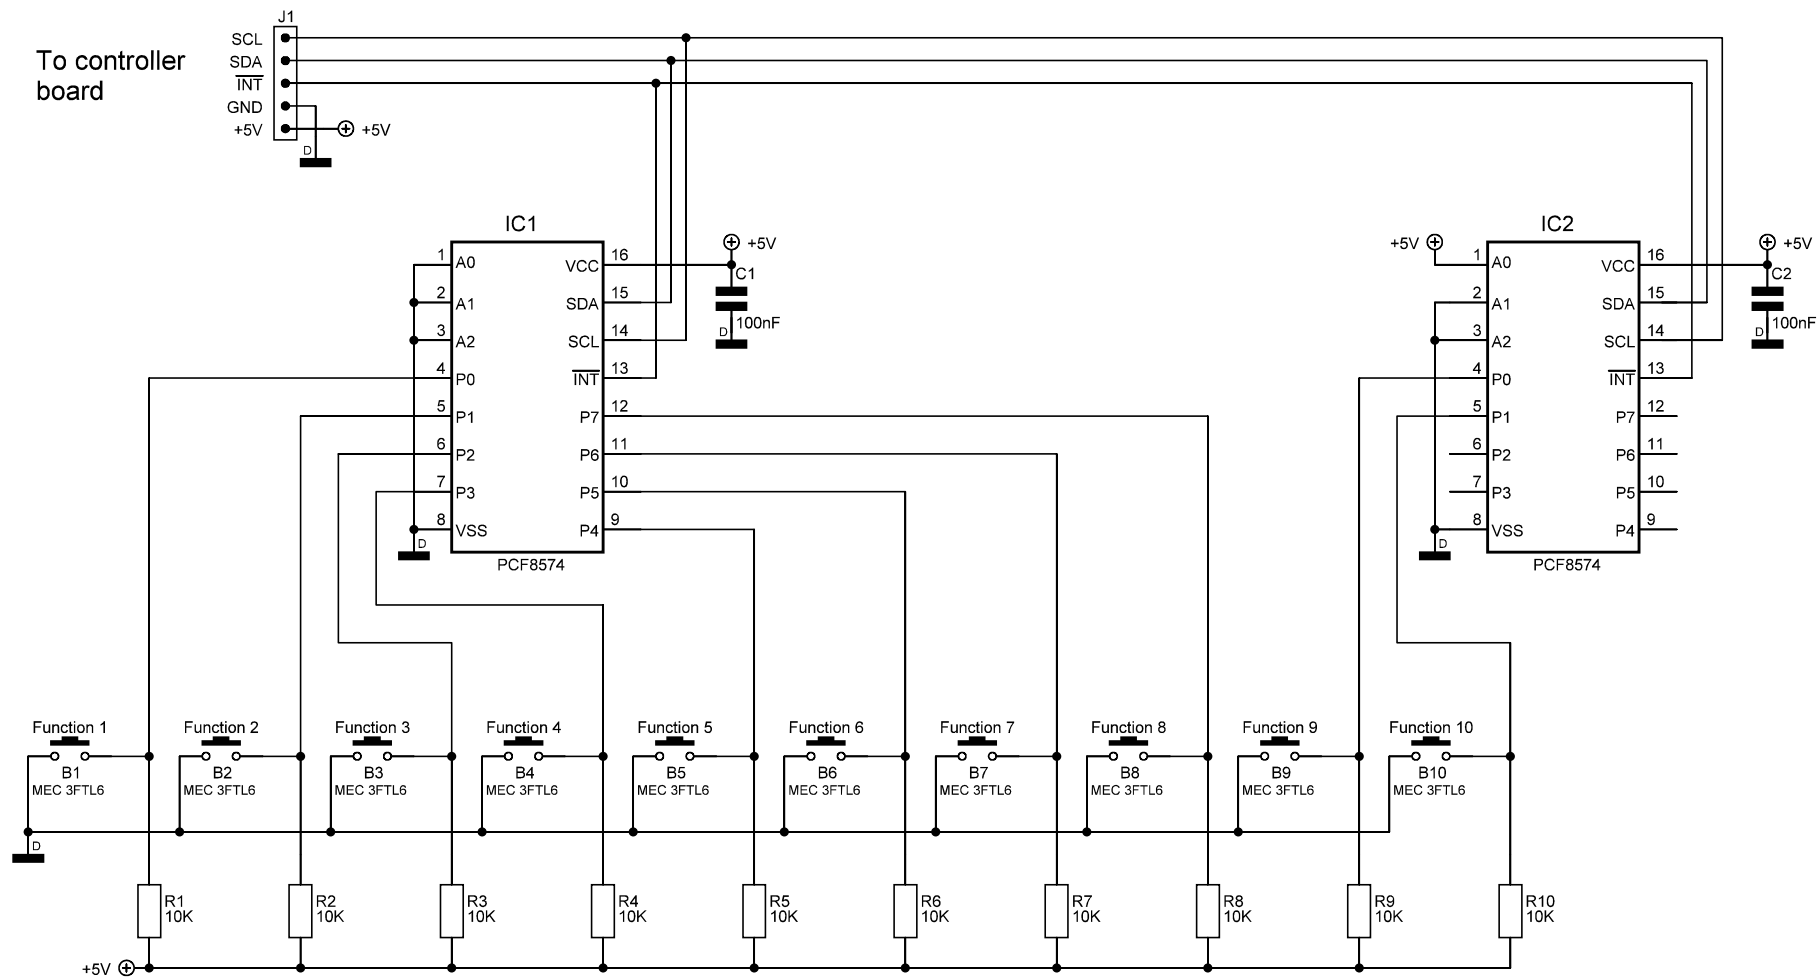 J1
To controller
board
SCL
SDA
INT
GND
+5V
+5V
D
IC1
1 A0
2 A1
3 A2
4 P0
5 P1
6 P2
7 P3
8 VSS
D
VCC 16
SDA 15
SCL 14
INT 13
P7 12
P6 11
P5 10
P4 9
PCF8574
+5V
C1
100nF
D
IC2
+5V
1 A0
2 A1
3 A2
4 P0
5 P1
6 P2
7 P3
8 VSS
D
VCC 16
SDA 15
SCL 14
INT 13
P7 12
P6 11
P5 10
P4 9
PCF8574
+5V
C2
100nF
D
Function 1
B1
MEC 3FTL6
Function 2
B2
MEC 3FTL6
Function 3
B3
MEC 3FTL6
Function 4
B4
MEC 3FTL6
Function 5
B5
MEC 3FTL6
Function 6
B6
MEC 3FTL6
Function 7
B7
MEC 3FTL6
Function 8
B8
MEC 3FTL6
Function 9
B9
MEC 3FTL6
Function 10
B10
MEC 3FTL6
D
R1
10K
R2
10K
R3
10K
R4
10K
R5
10K
R6
10K
R7
10K
R8
10K
R9
10K
R10
10K
+5V